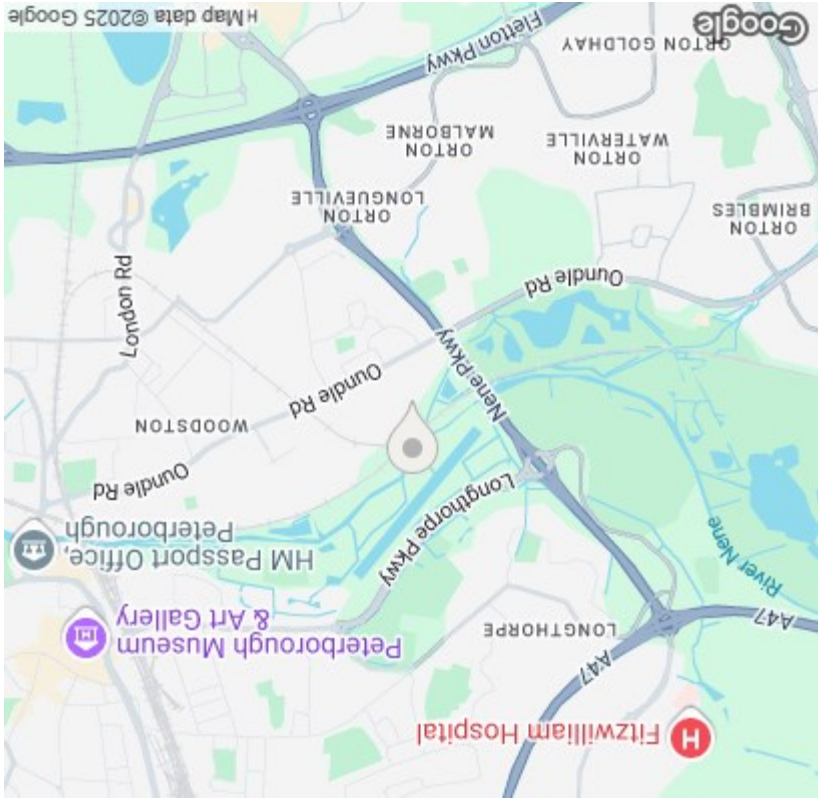 Fitzwilliam Hospital
A47
A47
LONGTHORPE
Peterborough Museum
& Art Gallery
River Nene
HM Passport Office,
Peterborough
Longthorpe Pkwy
Oundle Rd
WOODSTON
Nene Pkwy
Oundle Rd
London Rd
Oundle Rd
ORTON
BRIMBLES
ORTON
LONGUEVILLE
ORTON
WATERVILLE
ORTON
MALBORNE
ORTON GOLDHAY
Fletton Pkwy
Google
Map data ©2025 Google